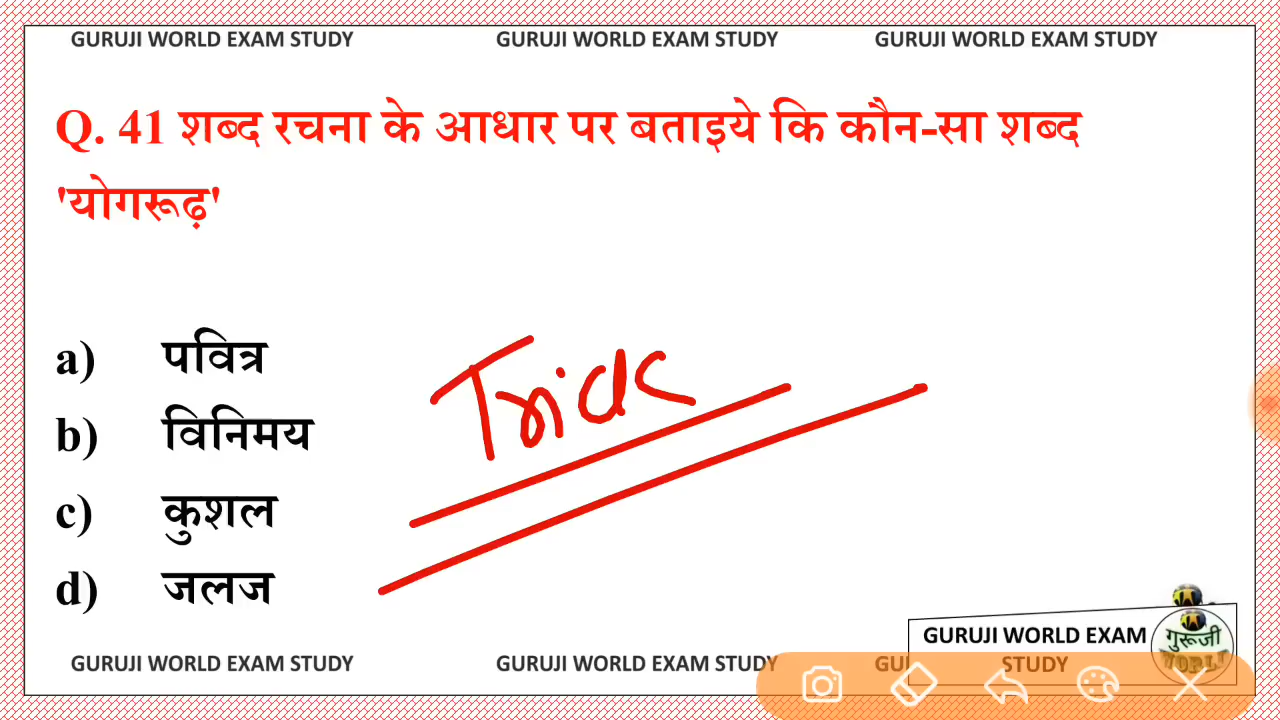 GURUJI WORLD EXAM STUDY GURUJI WORLD EXAM STUDY GURUJI WORLD EXAM STUDY
Q. 41 शब्द रचना के आधार पर बताइये कि कौन-सा शब्द
'योगरूढ़'
a) पवित्र
Trick
b) विनिमय
c) कुशल
d) जलज
GURUJI WORLD EXAM
STUDY
गुरूजी
WORLD
GURUJI WORLD EXAM STUDY GURUJI WORLD EXAM STUDY GU